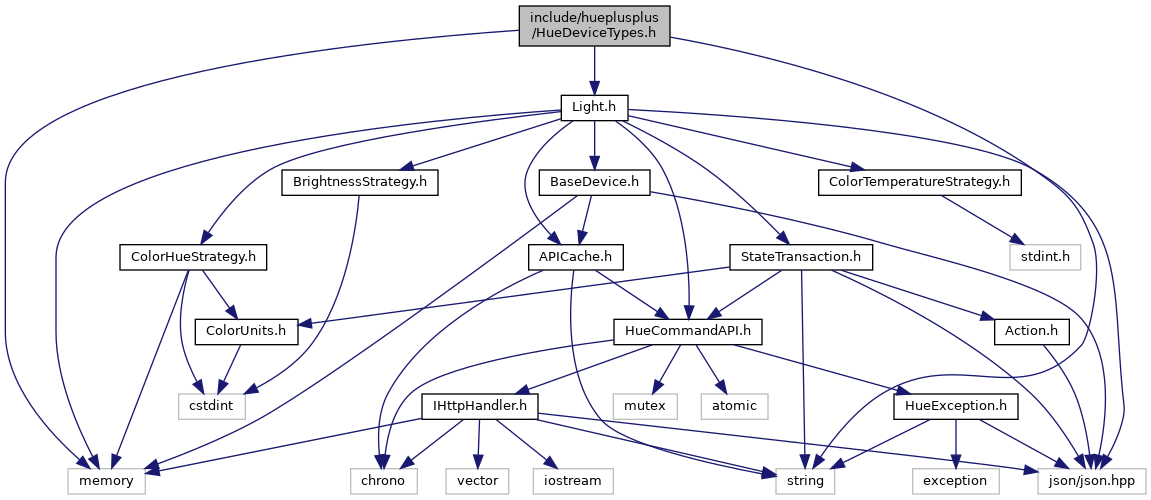 include/hueplusplus
/HueDeviceTypes.h
Light.h
BrightnessStrategy.h
BaseDevice.h
ColorTemperatureStrategy.h
ColorHueStrategy.h
APICache.h
StateTransaction.h
stdint.h
ColorUnits.h
HueCommandAPI.h
Action.h
cstdint
IHttpHandler.h
mutex
atomic
HueException.h
memory
chrono
vector
iostream
string
exception
json/json.hpp